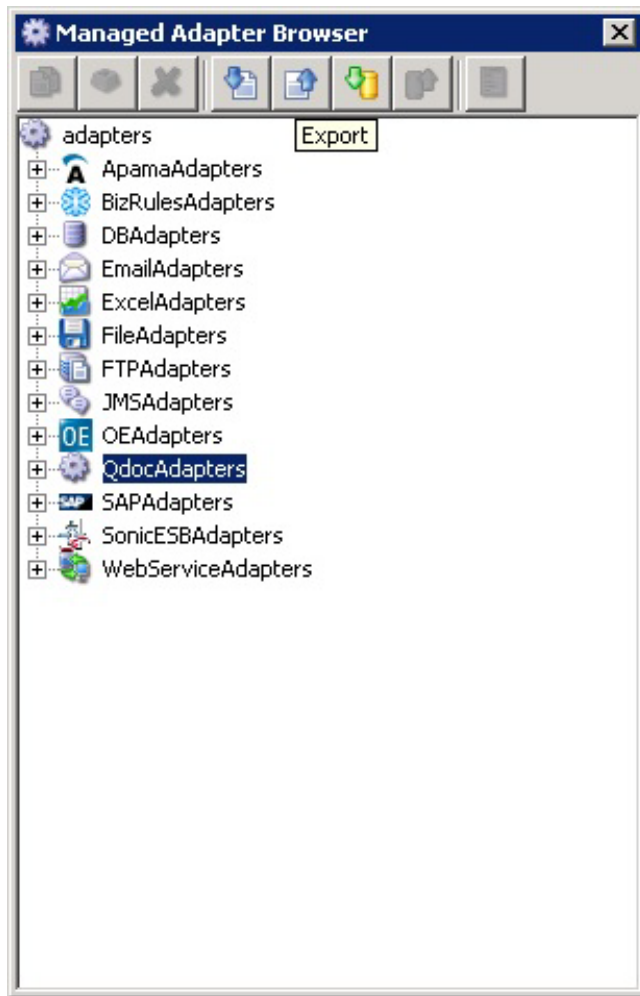 Managed Adapter Browser
Export
adapters
ApamaAdapters
BizRulesAdapters
DBAdapters
EmailAdapters
ExcelAdapters
FileAdapters
FTPAdapters
JMSAdapters
OE OEAdapters
QdocAdapters
SAP SAPAdapters
SonicESBAdapters
WebServiceAdapters